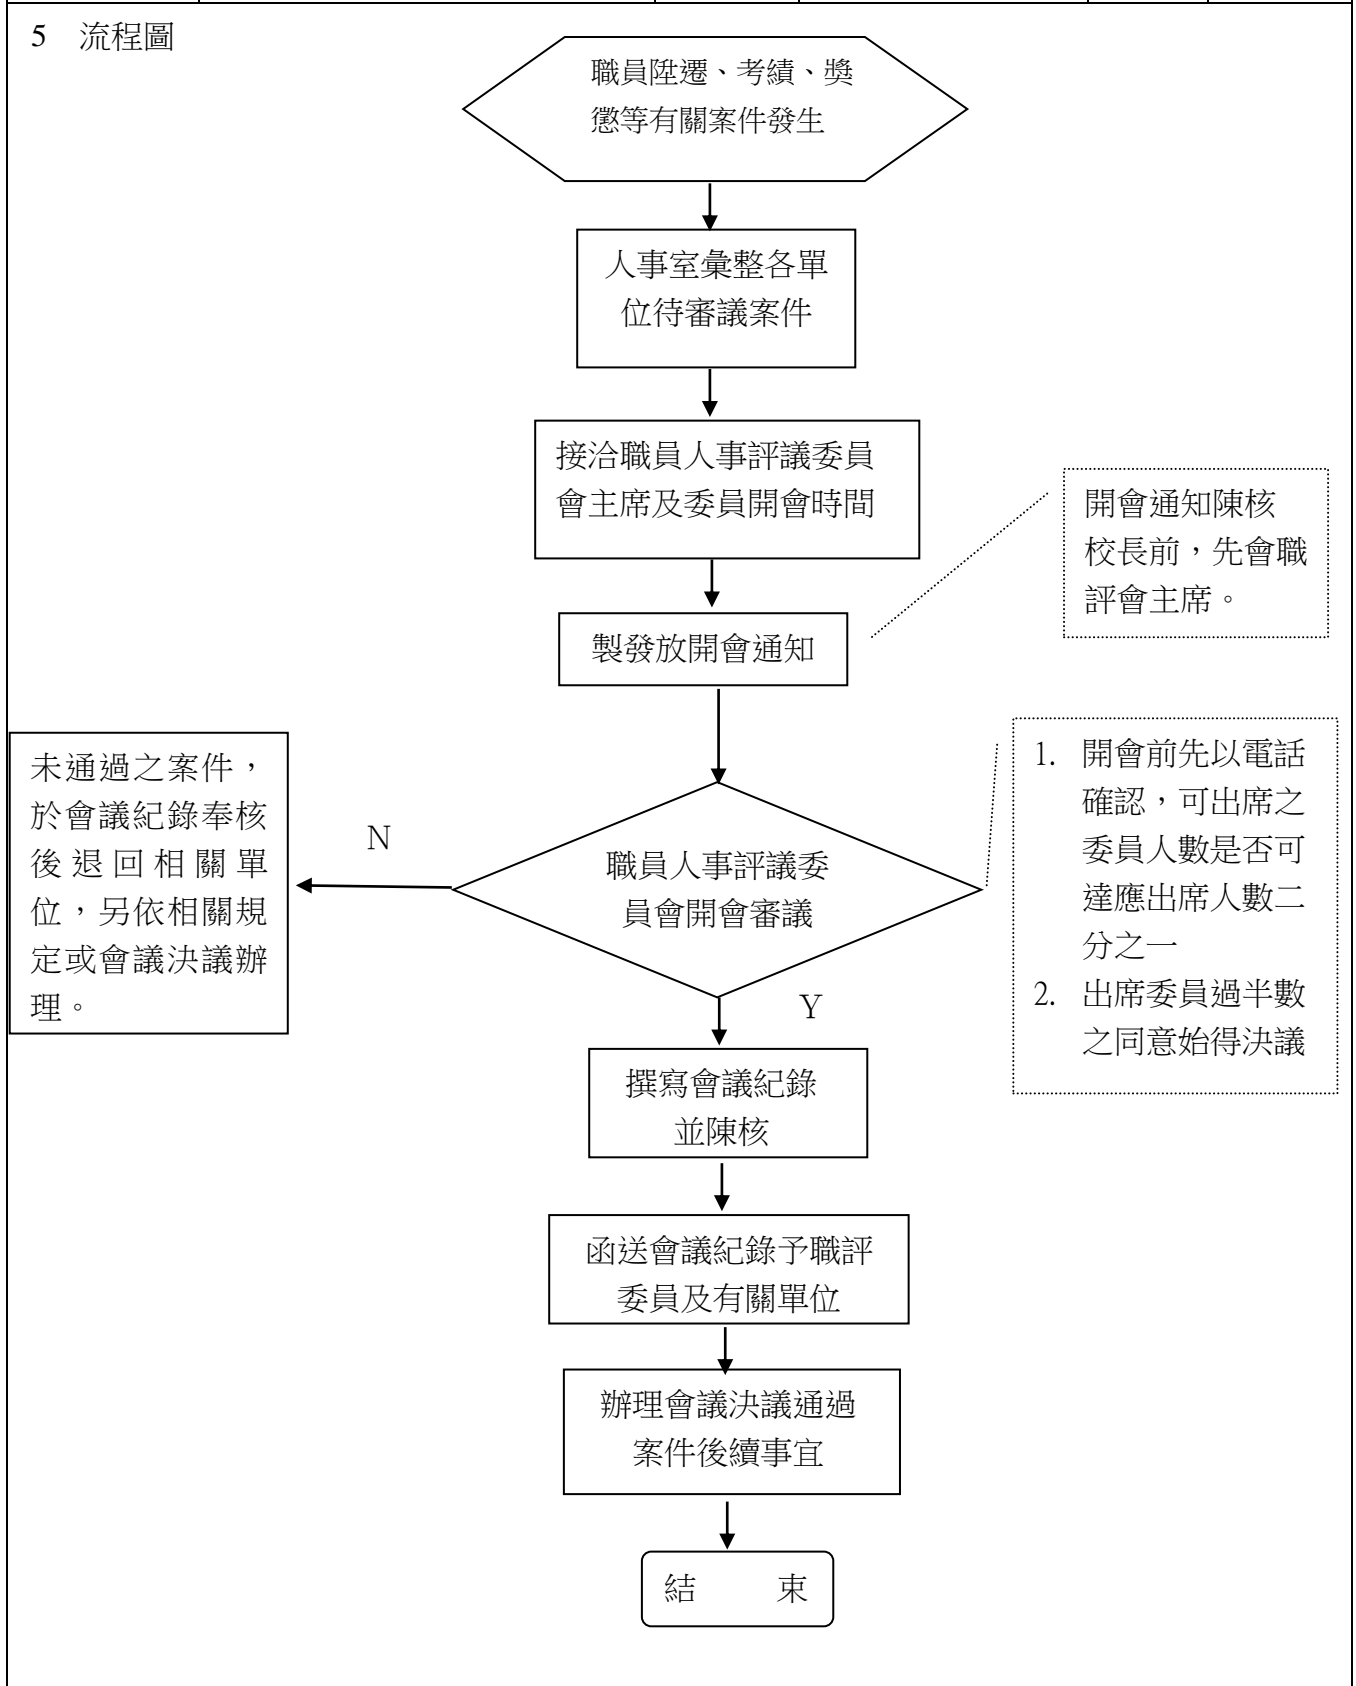 5 流程圖
職員陞遷、考績、獎
懲等有關案件發生
人事室彙整各單
位待審議案件
接洽職員人事評議委員
會主席及委員開會時間
開會通知陳核
校長前，先會職
評會主席。
製發放開會通知
未通過之案件，
於會議紀錄奉核
後退回相關單
位，另依相關規
定或會議決議辦
理。
N
職員人事評議委
員會開會審議
1. 開會前先以電話
確認，可出席之
委員人數是否可
達應出席人數二
分之一
2. 出席委員過半數
之同意始得決議
Y
撰寫會議紀錄
並陳核
函送會議紀錄予職評
委員及有關單位
辦理會議決議通過
案件後續事宜
結 束